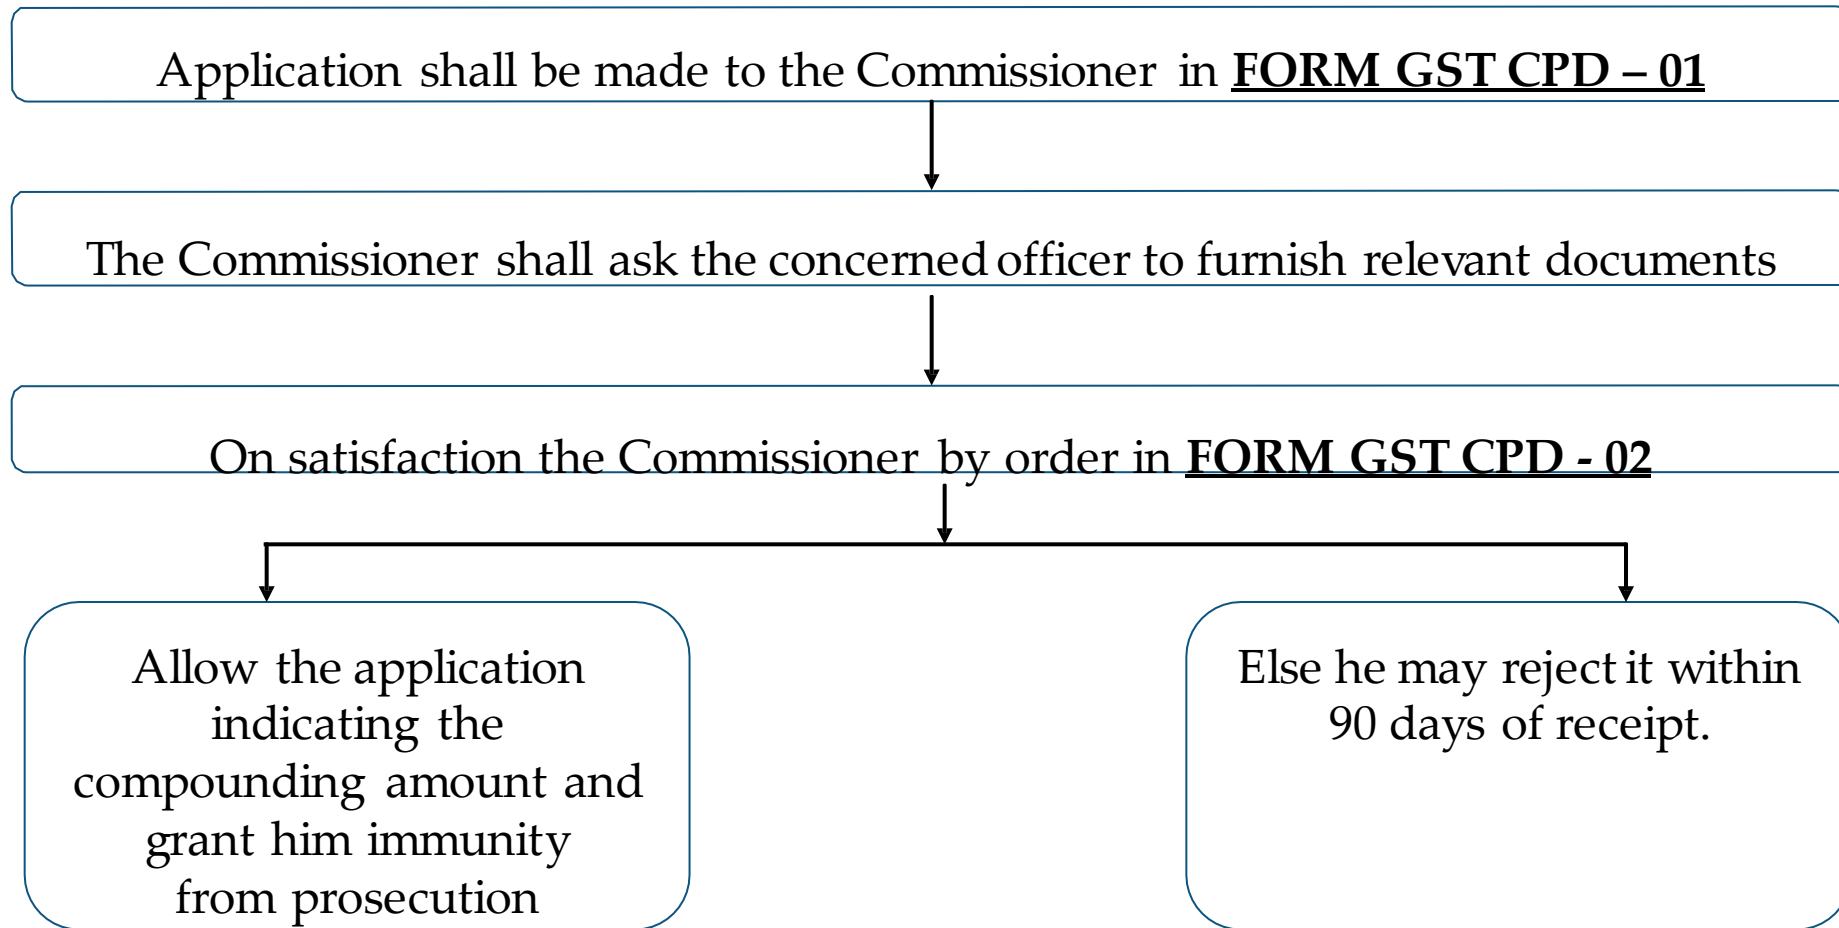 Application shall be made to the Commissioner in FORM GST CPD – 01
The Commissioner shall ask the concerned officer to furnish relevant documents
On satisfaction the Commissioner by order in FORM GST CPD - 02
Allow the application
indicating the
compounding amount and
grant him immunity
from prosecution
Else he may reject it within
90 days of receipt.